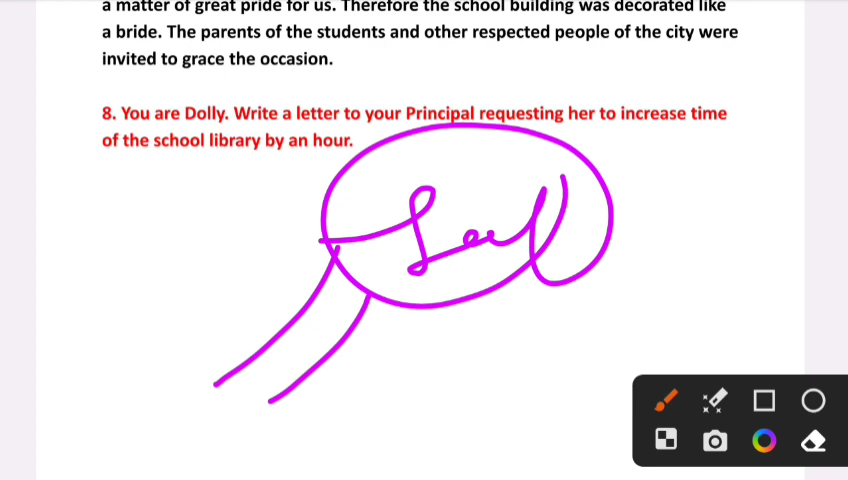 a matter of great pride for us. Therefore the school building was decorated like
a bride. The parents of the students and other respected people of the city were
invited to grace the occasion.
8. You are Dolly. Write a letter to your Principal requesting her to increase time
of the school library by an hour.